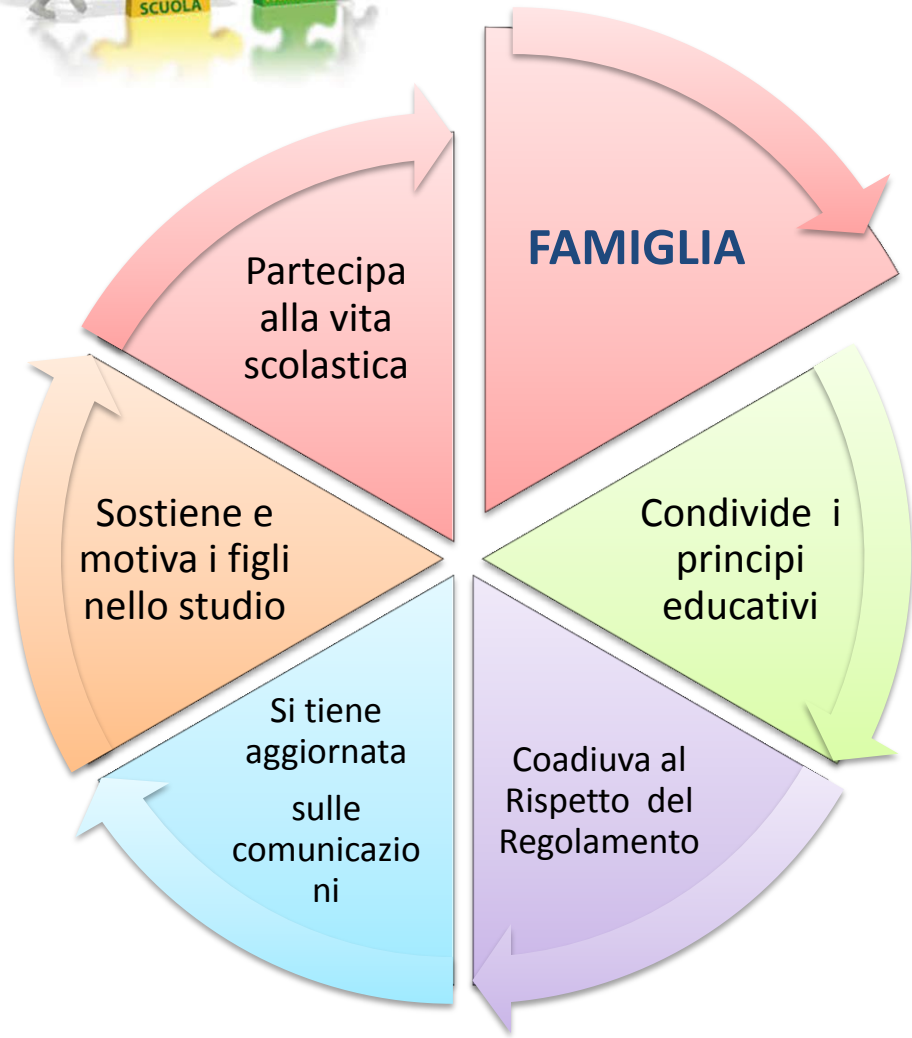 SCUOLA
FAMIGLIA
Condivide i
principi
educativi
Coadiuva al
Rispetto del
Regolamento
Si tiene
aggiornata
sulle
comunicazio
ni
Sostiene e
motiva i figli
nello studio
Partecipa
alla vita
scolastica